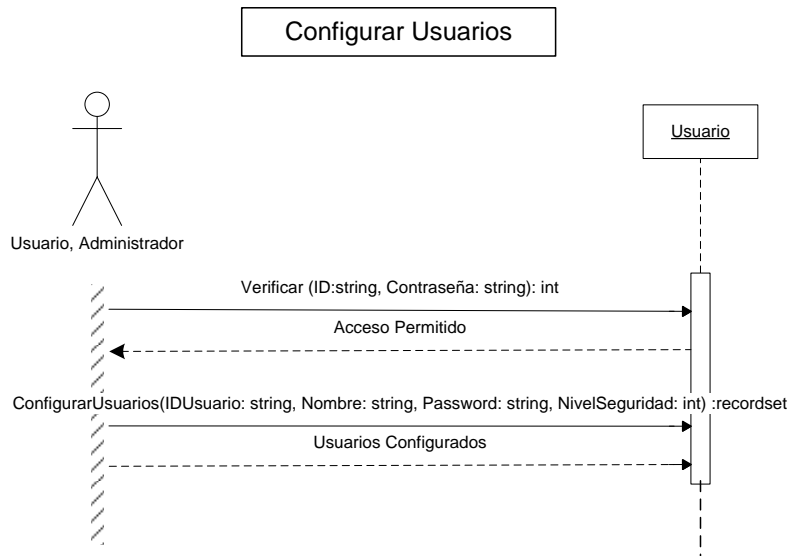 Configurar Usuarios
Usuario
Usuario, Administrador
Verificar (ID:string, Contraseña: string): int
Acceso Permitido
ConfigurarUsuarios(IDUsuario: string, Nombre: string, Password: string, NivelSeguridad: int) :recordset
Usuarios Configurados